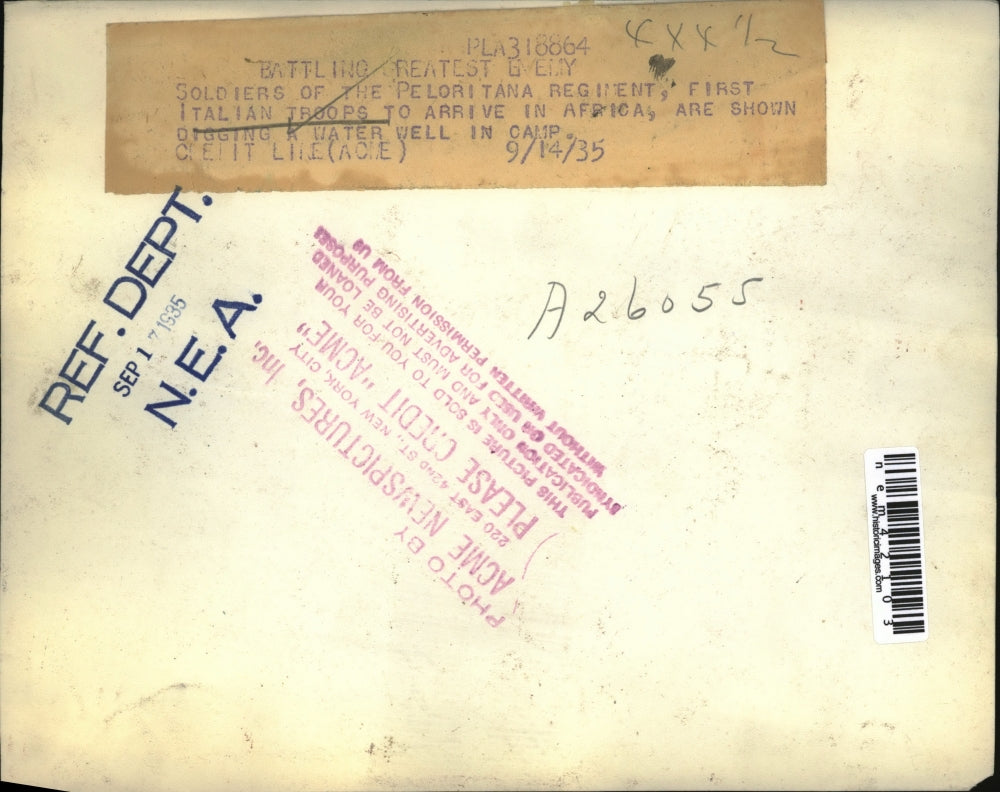 PLA318864
XXX 1/2
BATTLING GREATEST ENEMY
SOLDIERS OF THE PELORITANA REGIMENT, FIRST
ITALIAN TROOPS TO ARRIVE IN AFRICA, ARE SHOWN
DIGGING A WATER WELL IN CAMP.
CREDIT LINE(ACME) 9/14/35
REF. DEPT.
SEP 17 1935
N.E.A.
A26055
PHOTO BY
ACME NEWSPICTURES, Inc.
220 EAST 42ND ST., NEW YORK, CITY
(PLEASE CREDIT "ACME"
THIS PICTURE IS SOLD TO YOU FOR YOUR
PUBLICATION ONLY AND MUST NOT BE LOANED
SYNDICATED OR USED FOR ADVERTISING PURPOSES
WITHOUT WRITTEN PERMISSION FROM US
nem42103
www.historicimages.com